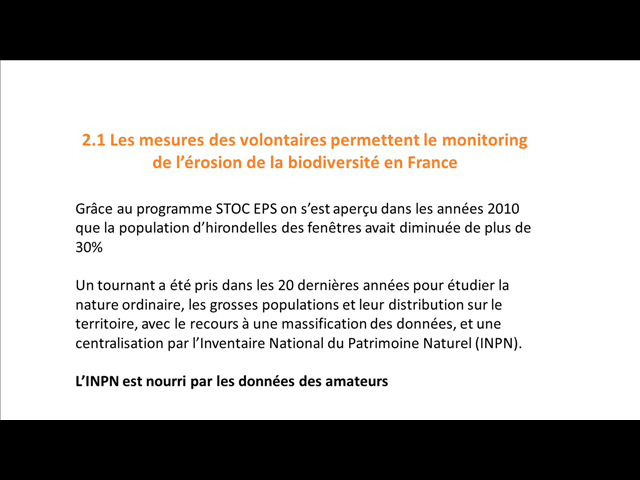 2.1 Les mesures des volontaires permettent le monitoring
de l’érosion de la biodiversité en France
Grâce au programme STOC EPS on s’est aperçu dans les années 2010
que la population d’hirondelles des fenêtres avait diminuée de plus de
30%
Un tournant a été pris dans les 20 dernières années pour étudier la
nature ordinaire, les grosses populations et leur distribution sur le
territoire, avec le recours à une massification des données, et une
centralisation par l’Inventaire National du Patrimoine Naturel (INPN).
L’INPN est nourri par les données des amateurs